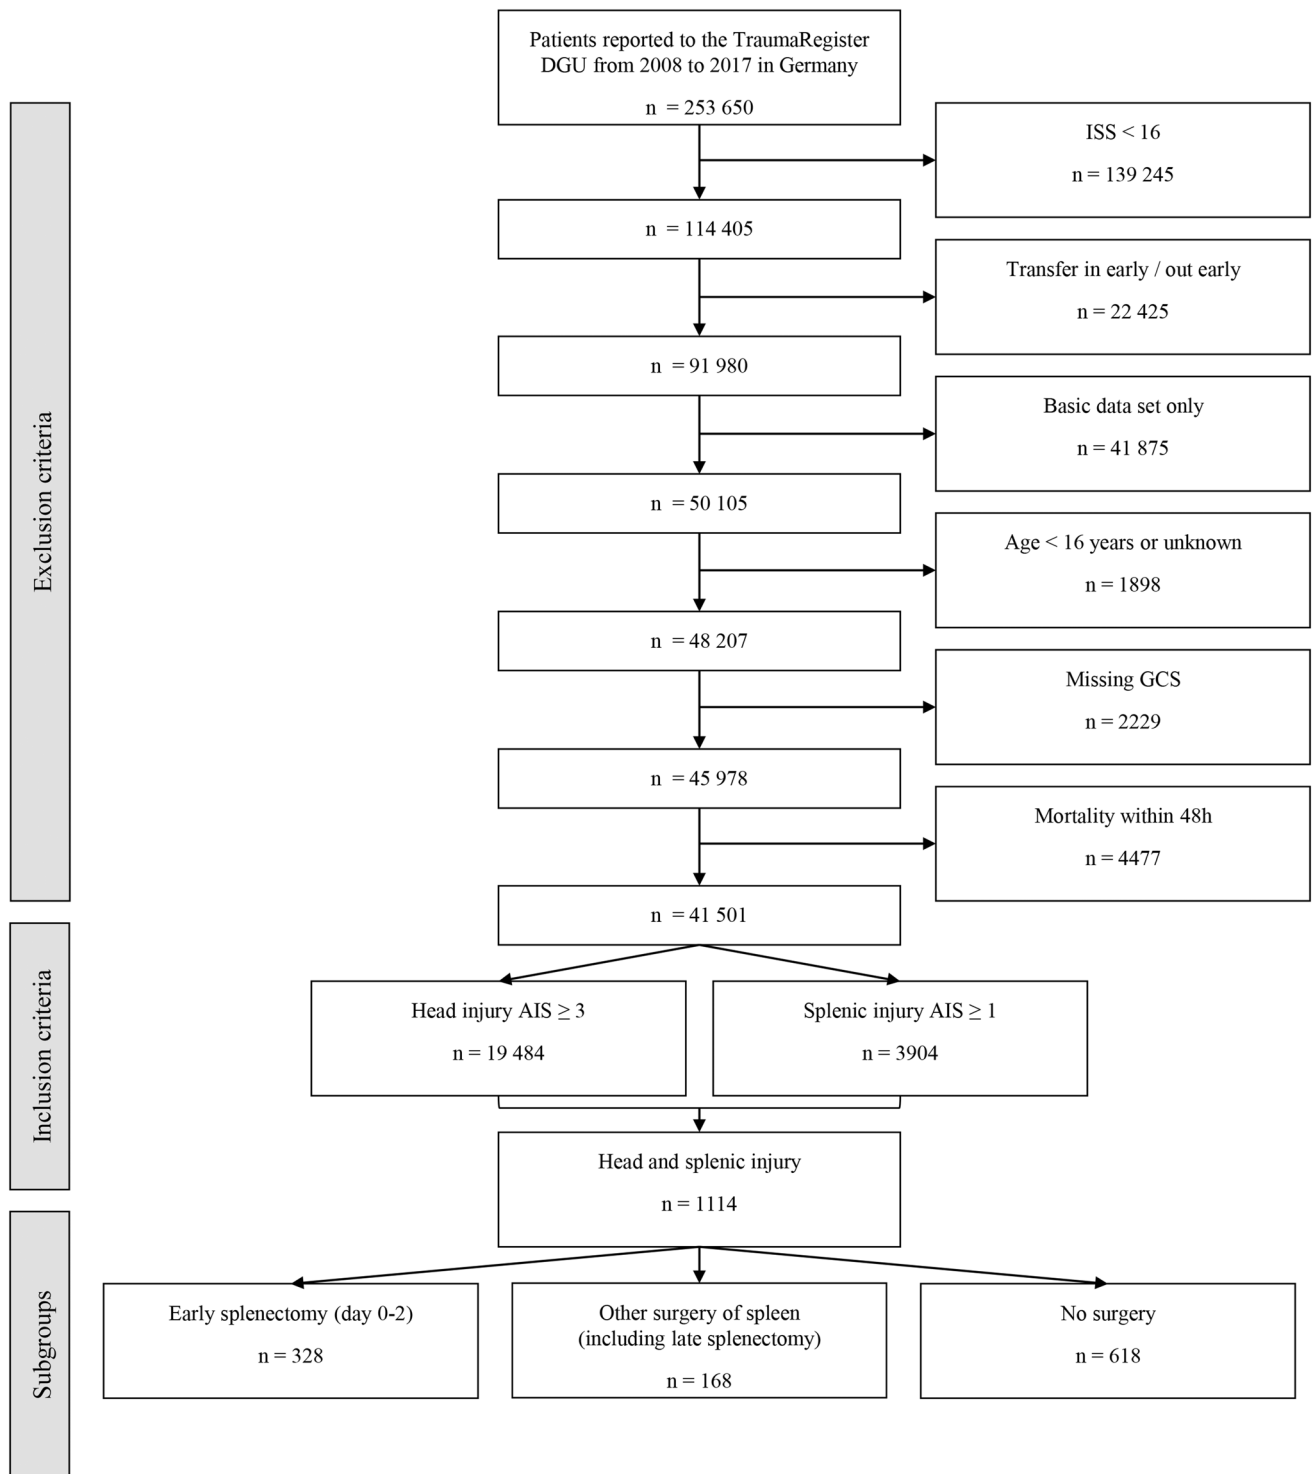 Patients reported to the TraumaRegister
DGU from 2008 to 2017 in Germany
n = 253 650
Exclusion criteria
ISS < 16
n = 139 245
n = 114 405
Transfer in early / out early
n = 22 425
n = 91 980
Basic data set only
n = 41 875
n = 50 105
Age < 16 years or unknown
n = 1898
n = 48 207
Missing GCS
n = 2229
n = 45 978
Mortality within 48h
n = 4477
n = 41 501
Inclusion criteria
Head injury AIS ≥ 3
n = 19 484
Splenic injury AIS ≥ 1
n = 3904
Head and splenic injury
n = 1114
Subgroups
Early splenectomy (day 0-2)
n = 328
Other surgery of spleen
(including late splenectomy)
n = 168
No surgery
n = 618